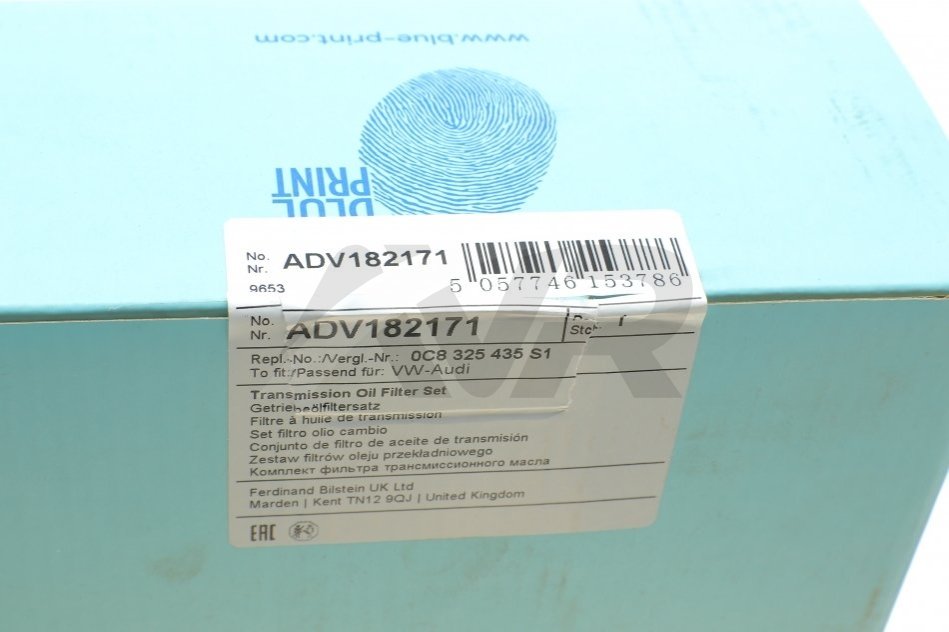 www.blue-print.com
BLUE
PRINT
No.
Nr.
ADV182171
9653
5 057746 153786
No.
Nr.
ADV182171
Repl.-No.:/Vergl.-Nr.: 0C8 325 435 S1
To fit:/Passend für: VW-Audi
Transmission Oil Filter Set
Getriebeölfiltersatz
Filtre à huile de transmission
Set filtro olio cambio
Conjunto de filtro de aceite de transmisión
Zestaw filtrów oleju przekładniowego
Комплект фильтра трансмиссионного масла
Ferdinand Bilstein UK Ltd
Marden | Kent TN12 9QJ | United Kingdom
EAC